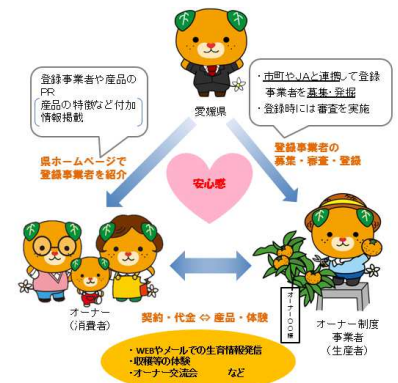 登録事業者や産品の
PR
産品の特徴など付加
情報掲載
愛媛県
・市町やJAと連携して登録
事業者を募集・発掘
・登録時には審査を実施
県ホームページで
登録事業者を紹介
安心感
登録事業者の
募集・審査・登録
オーナー
(消費者)
契約・代金 ⇔ 産品・体験
オーナー〇〇様
オーナー制度
事業者
(生産者)
・WEBやメールでの生育情報発信
・収穫等の体験
・オーナー交流会 など